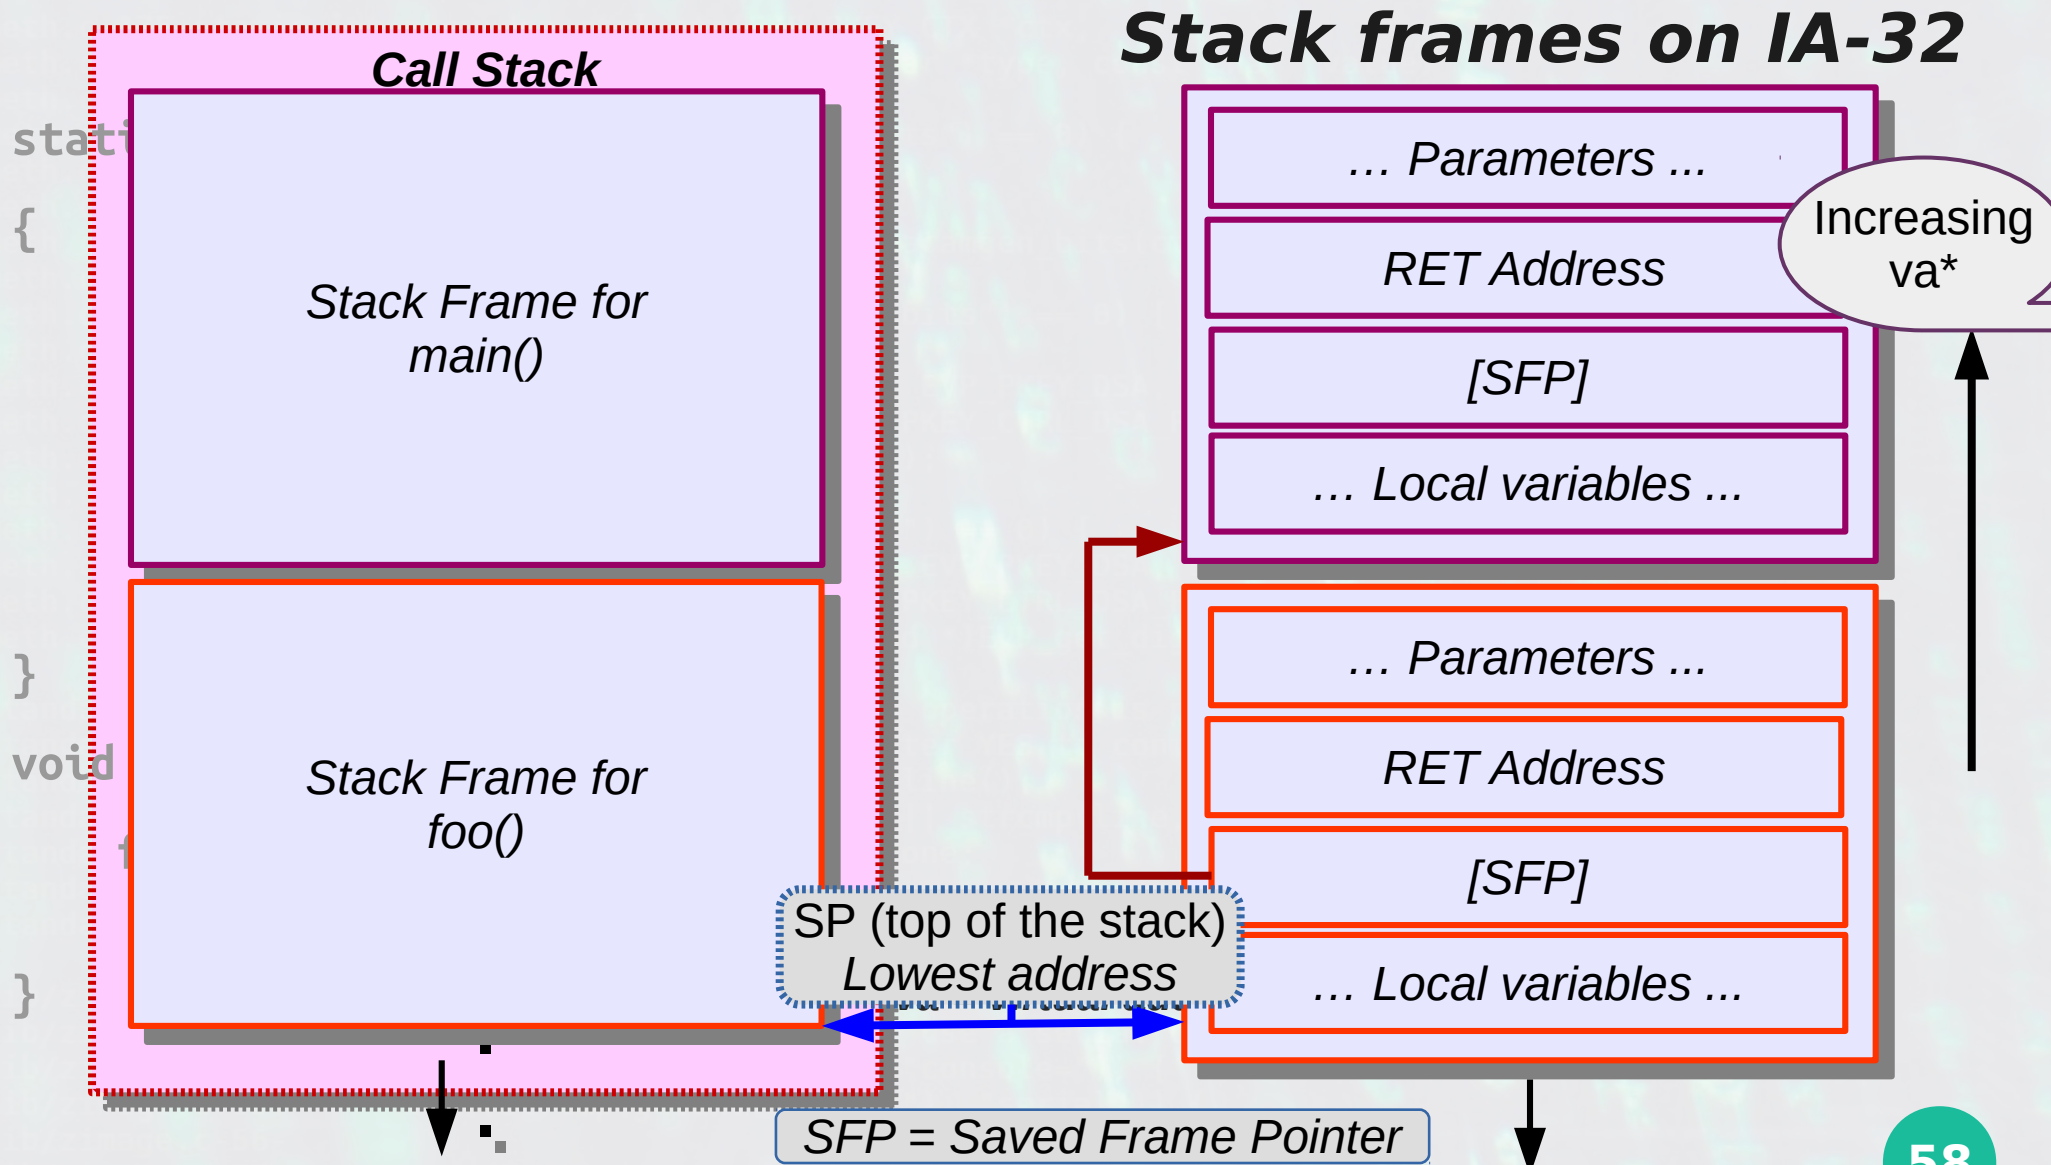 Stack frames on IA-32
Call Stack
stati
{
Stack Frame for
main()
}
void
Stack Frame for
foo()
}
… Parameters ...
RET Address
[SFP]
… Local variables ...
Increasing
va*
… Parameters ...
RET Address
[SFP]
… Local variables ...
SP (top of the stack)
Lowest address
SFP = Saved Frame Pointer
58